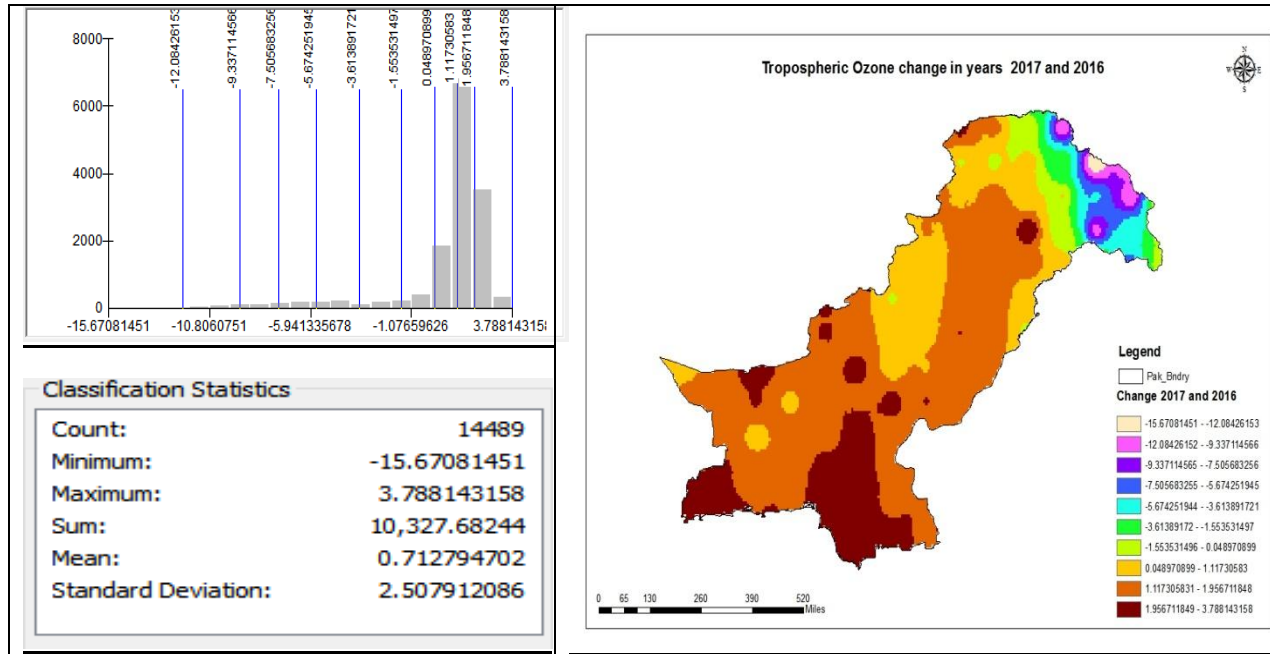 8000
6000
4000
2000
0
-12.08426153
-9.337114566
-7.505683256
-5.674251945
-3.613891721
-1.553531497
0.048970899
1.11730583
1.956711848
3.788143158
-15.67081451
-10.8060751
-5.941335678
-1.07659626
3.788143158
Classification Statistics
Count: 14489
Minimum: -15.67081451
Maximum: 3.788143158
Sum: 10,327.68244
Mean: 0.712794702
Standard Deviation: 2.507912086
Tropospheric Ozone change in years 2017 and 2016
N
W E
S
Legend
Pak_Bndry
Change 2017 and 2016
-15.67081451 - -12.08426153
-12.08426152 - -9.337114566
-9.337114565 - -7.505683256
-7.505683255 - -5.674251945
-5.674251944 - -3.613891721
-3.61389172 - -1.553531497
-1.553531496 - 0.048970899
0.048970899 - 1.11730583
1.117305831 - 1.956711848
1.956711849 - 3.788143158
0 65 130 260 390 520
Miles